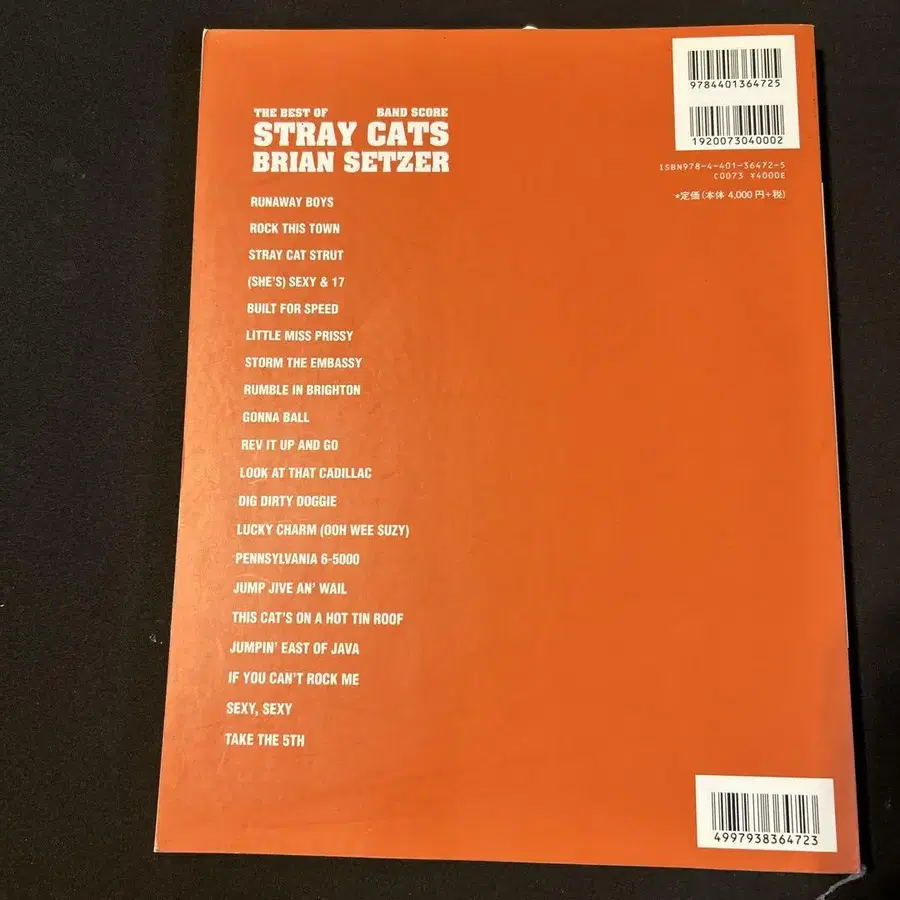 9784401364725
1920073040002
ISBN978-4-401-36472-5
C0073 ¥4000E
*定価(本体 4,000円+税)
THE BEST OF BAND SCORE
STRAY CATS
BRIAN SETZER
RUNAWAY BOYS
ROCK THIS TOWN
STRAY CAT STRUT
(SHE'S) SEXY & 17
BUILT FOR SPEED
LITTLE MISS PRISSY
STORM THE EMBASSY
RUMBLE IN BRIGHTON
GONNA BALL
REV IT UP AND GO
LOOK AT THAT CADILLAC
DIG DIRTY DOGGIE
LUCKY CHARM (OOH WEE SUZY)
PENNSYLVANIA 6-5000
JUMP JIVE AN' WAIL
THIS CAT'S ON A HOT TIN ROOF
JUMPIN' EAST OF JAVA
IF YOU CAN'T ROCK ME
SEXY, SEXY
TAKE THE 5TH
4997938364723